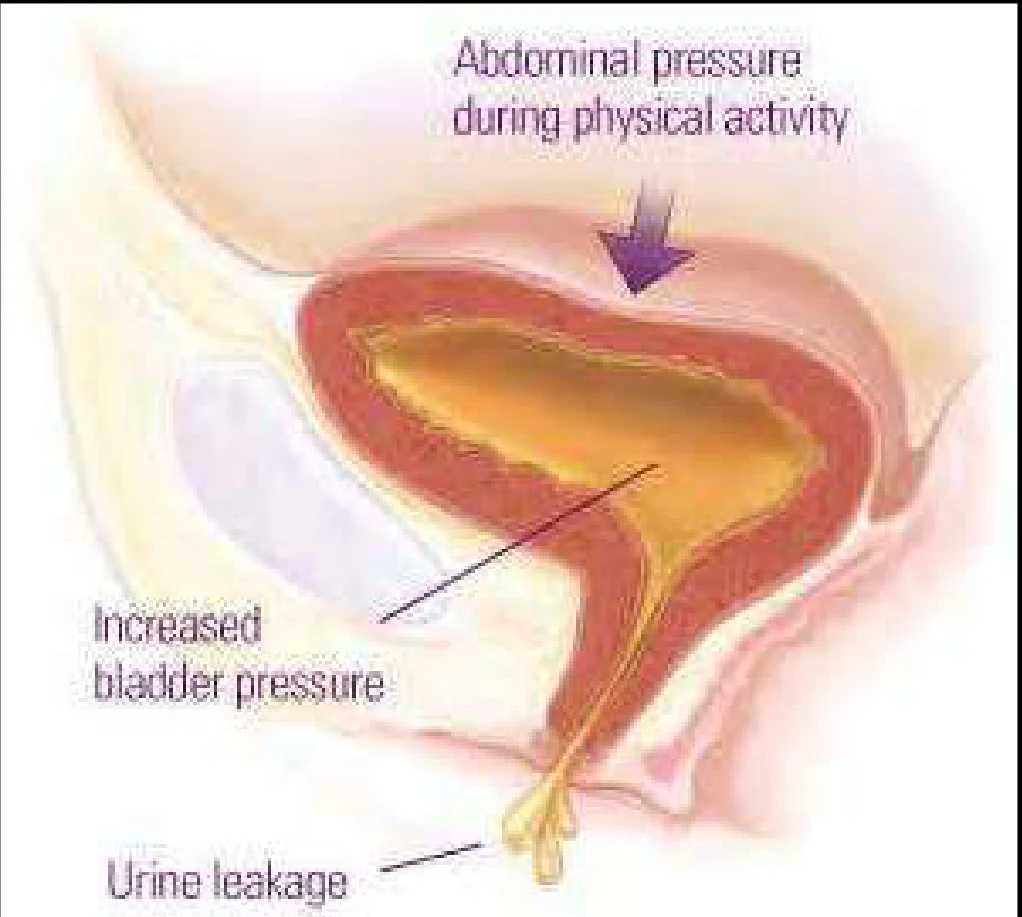 Abdominal pressure
during physical activity
Increased
bladder pressure
Urine leakage